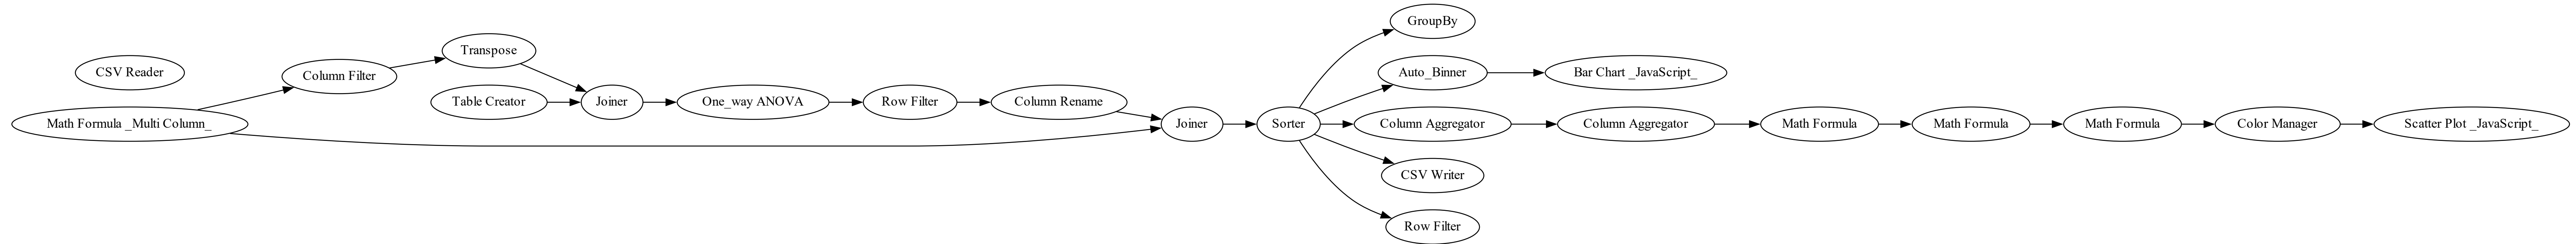 GroupBy
Transpose
CSV Reader
Column Filter
Auto_Binner
Bar Chart _JavaScript_
Table Creator
Joiner
One_way ANOVA
Row Filter
Column Rename
Math Formula _Multi Column_
Joiner
Sorter
Column Aggregator
Column Aggregator
Math Formula
Math Formula
Math Formula
Color Manager
Scatter Plot _JavaScript_
CSV Writer
Row Filter